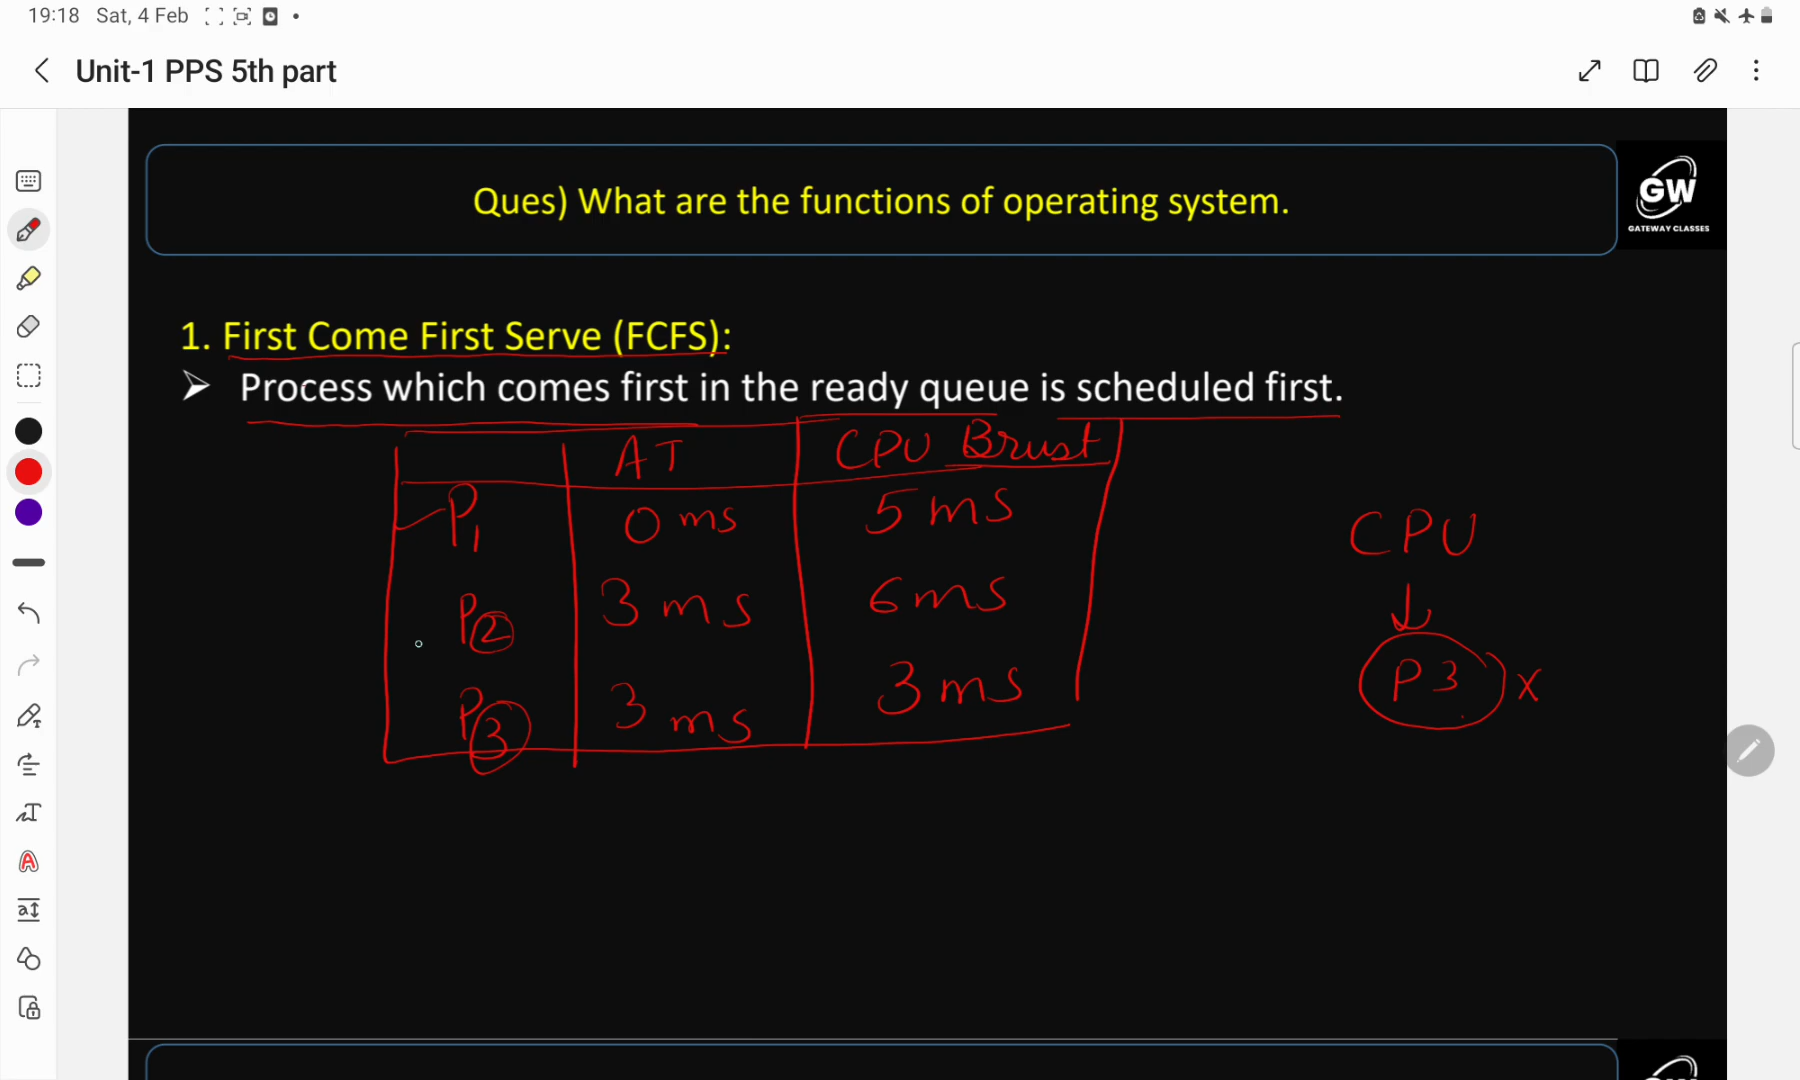 19:18 Sat, 4 Feb
Unit-1 PPS 5th part
Ques) What are the functions of operating system.
GW
GATEWAY CLASSES
1. First Come First Serve (FCFS):
Process which comes first in the ready queue is scheduled first.
AT CPU Brust
P1 0 ms 5 ms
P2 3 ms 6 ms
P3 3 ms 3 ms
CPU
P3 x